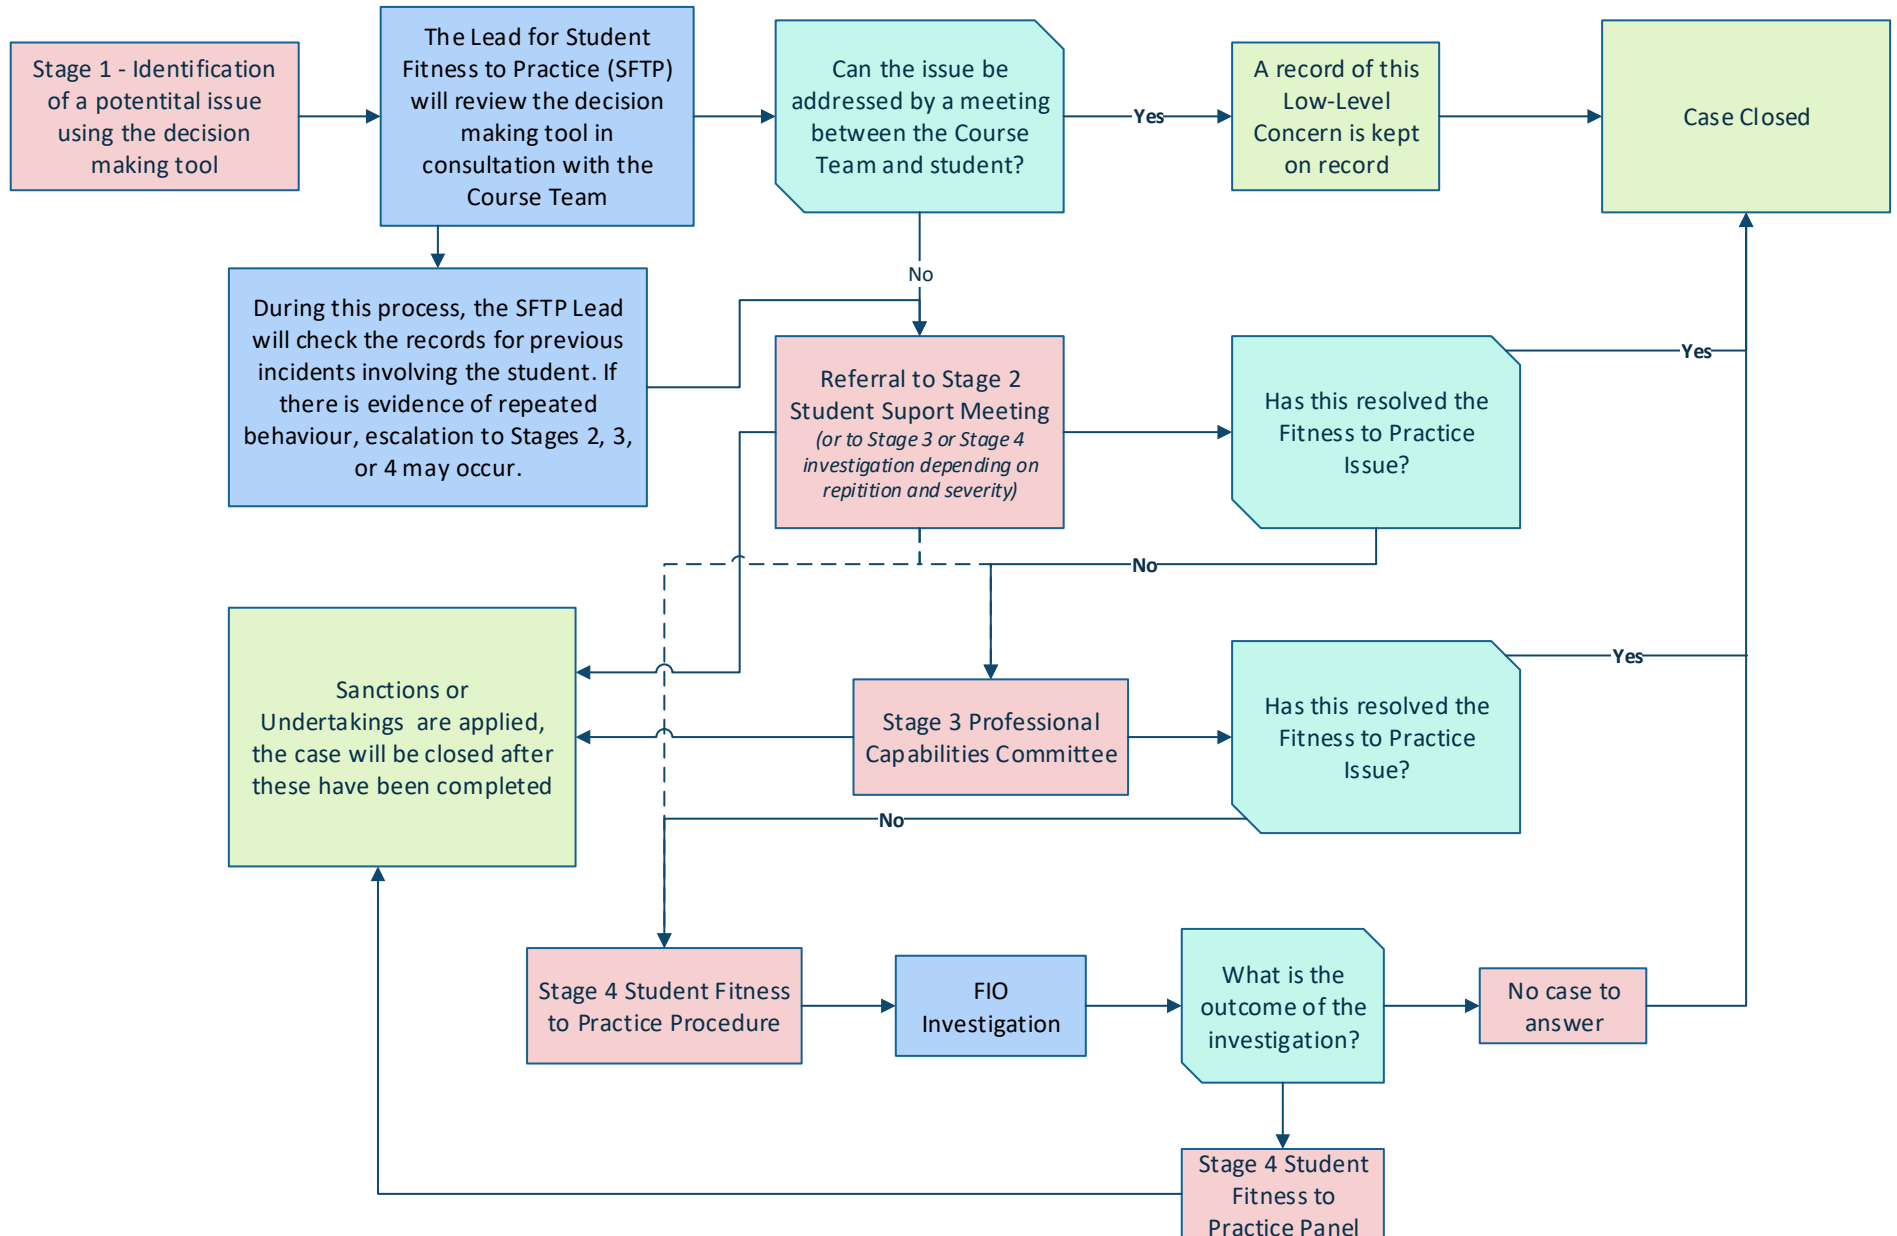 Stage 1 - Identification
of a potentital issue
using the decision
making tool
The Lead for Student
Fitness to Practice (SFTP)
will review the decision
making tool in
consultation with the
Course Team
Can the issue be
addressed by a meeting
between the Course
Team and student?
Yes
A record of this
Low-Level
Concern is kept
on record
Case Closed
No
During this process, the SFTP Lead
will check the records for previous
incidents involving the student. If
there is evidence of repeated
behaviour, escalation to Stages 2, 3,
or 4 may occur.
Referral to Stage 2
Student Suport Meeting
(or to Stage 3 or Stage 4
investigation depending on
repitition and severity)
Has this resolved the
Fitness to Practice
Issue?
Yes
No
Sanctions or
Undertakings are applied,
the case will be closed after
these have been completed
Stage 3 Professional
Capabilities Committee
Has this resolved the
Fitness to Practice
Issue?
Yes
No
Stage 4 Student Fitness
to Practice Procedure
FIO
Investigation
What is the
outcome of the
investigation?
No case to
answer
Stage 4 Student
Fitness to
Practice Panel